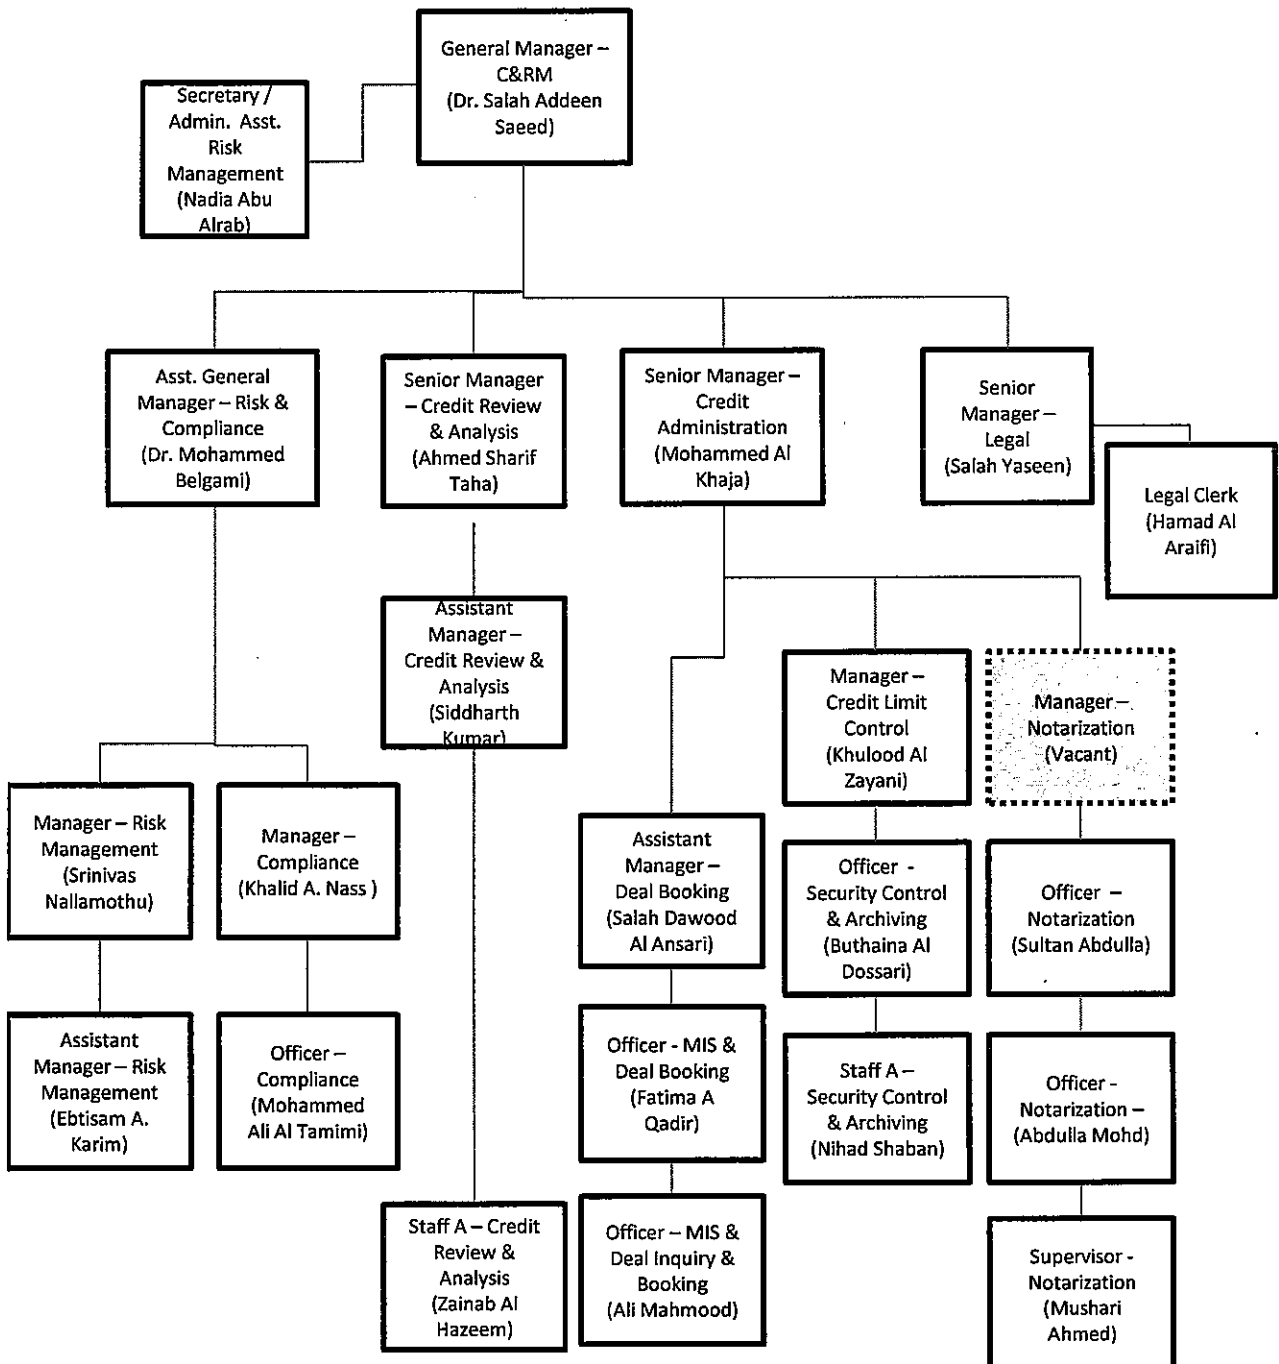 General Manager –
C&RM
(Dr. Salah Addeen
Saeed)
Secretary /
Admin. Asst.
Risk
Management
(Nadia Abu
Alrab)
Asst. General
Manager – Risk &
Compliance
(Dr. Mohammed
Belgami)
Senior Manager
– Credit Review
& Analysis
(Ahmed Sharif
Taha)
Senior Manager –
Credit
Administration
(Mohammed Al
Khaja)
Senior
Manager –
Legal
(Salah Yaseen)
Legal Clerk
(Hamad Al
Araifi)
Assistant
Manager –
Credit Review &
Analysis
(Siddharth
Kumar)
Manager –
Credit Limit
Control
(Khulood Al
Zayani)
Manager –
Notarization
(Vacant)
Manager – Risk
Management
(Srinivas
Nallamothu)
Manager –
Compliance
(Khalid A. Nass )
Assistant
Manager –
Deal Booking
(Salah Dawood
Al Ansari)
Officer -
Security Control
& Archiving
(Buthaina Al
Dossari)
Officer –
Notarization
(Sultan Abdulla)
Assistant
Manager – Risk
Management
(Ebtisam A.
Karim)
Officer –
Compliance
(Mohammed
Ali Al Tamimi)
Officer - MIS &
Deal Booking
(Fatima A
Qadir)
Staff A –
Security Control
& Archiving
(Nihad Shaban)
Officer -
Notarization –
(Abdulla Mohd)
Staff A – Credit
Review &
Analysis
(Zainab Al
Hazeem)
Officer – MIS &
Deal Inquiry &
Booking
(Ali Mahmood)
Supervisor -
Notarization
(Mushari
Ahmed)